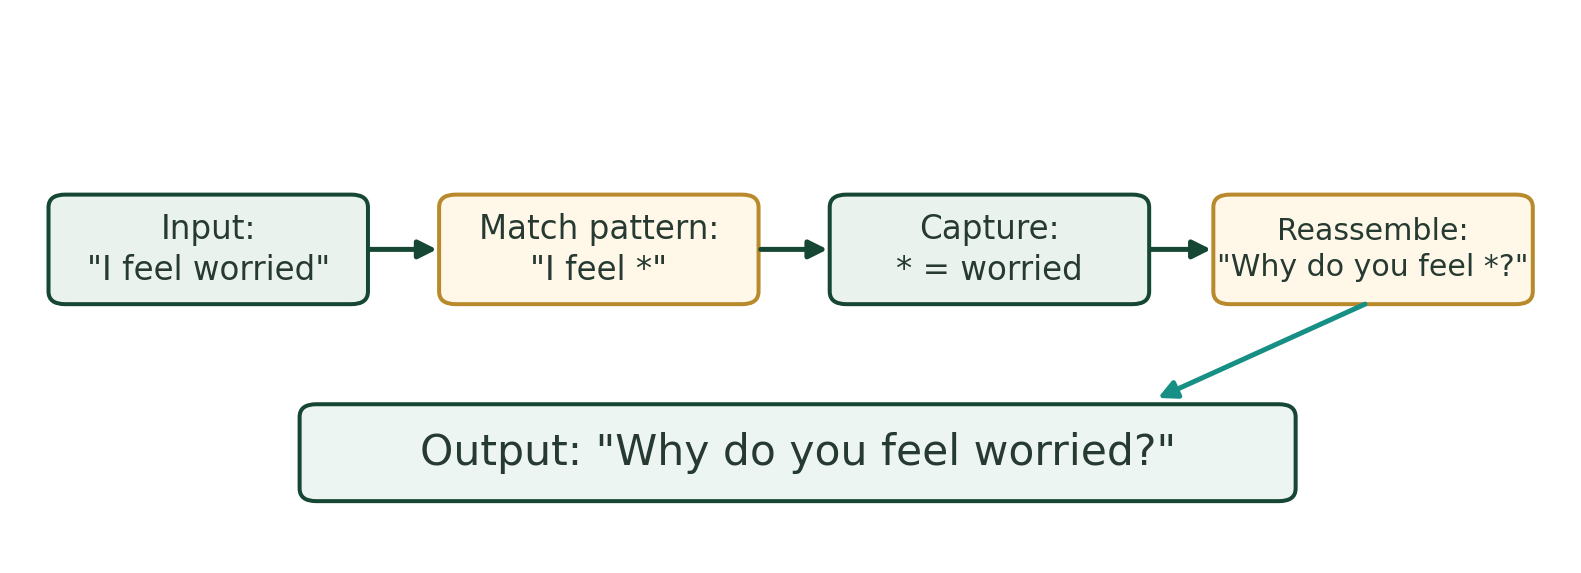 Input:
"I feel worried"
Match pattern:
"I feel *"
Capture:
* = worried
Reassemble:
"Why do you feel *?"
Output: "Why do you feel worried?"